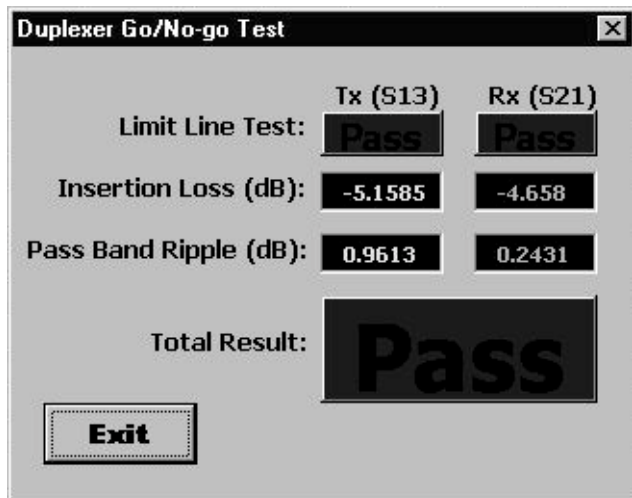 Duplexer Go/No-go Test
Tx (S13) Rx (S21)
Limit Line Test: Pass Pass
Insertion Loss (dB): -5.1585 -4.658
Pass Band Ripple (dB): 0.9613 0.2431
Total Result: Pass
Exit